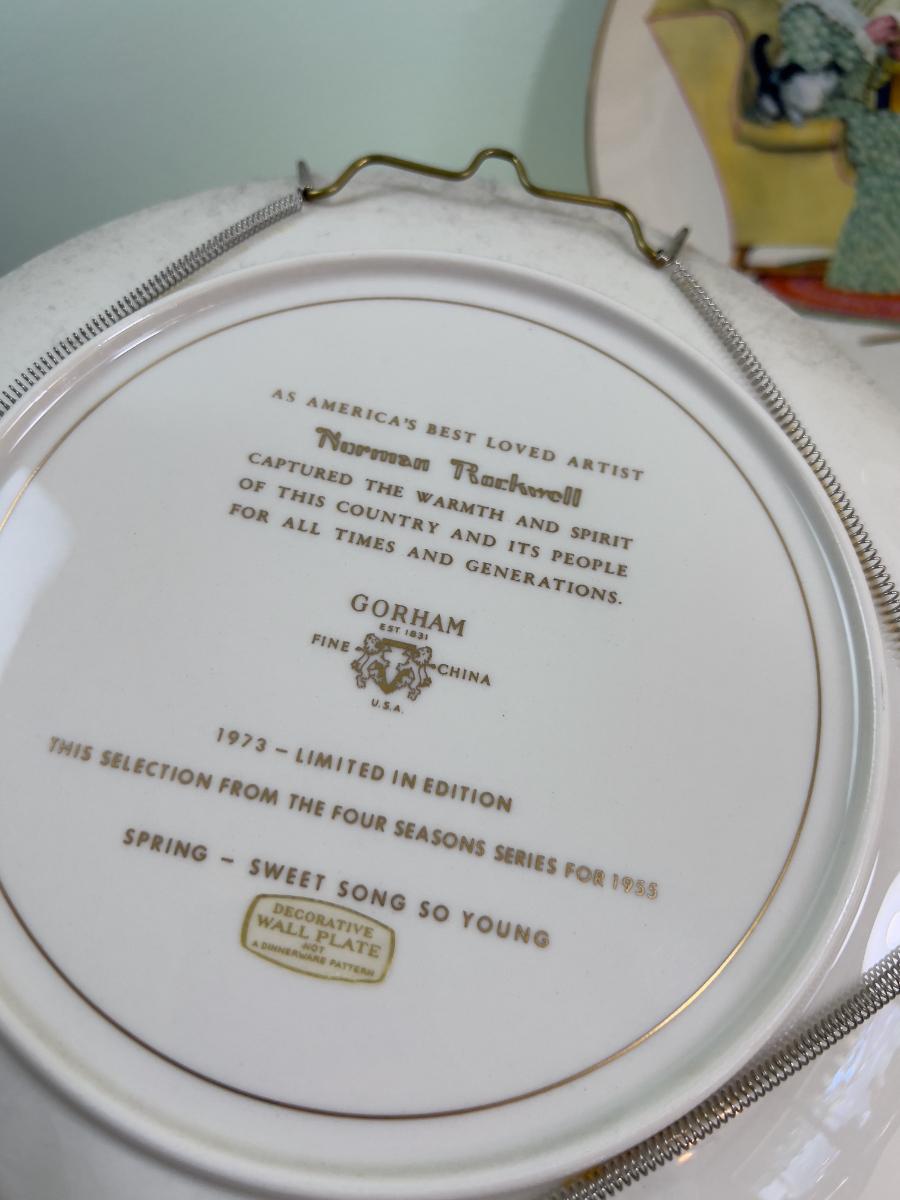 AS AMERICA'S BEST LOVED ARTIST
Norman Rockwell
CAPTURED THE WARMTH AND SPIRIT
OF THIS COUNTRY AND ITS PEOPLE
FOR ALL TIMES AND GENERATIONS.
GORHAM
EST. 1831
FINE CHINA
U.S.A.
1973 – LIMITED IN EDITION
THIS SELECTION FROM THE FOUR SEASONS SERIES FOR 1955
SPRING – SWEET SONG SO YOUNG
DECORATIVE
WALL PLATE
NOT
A DINNERWARE PATTERN